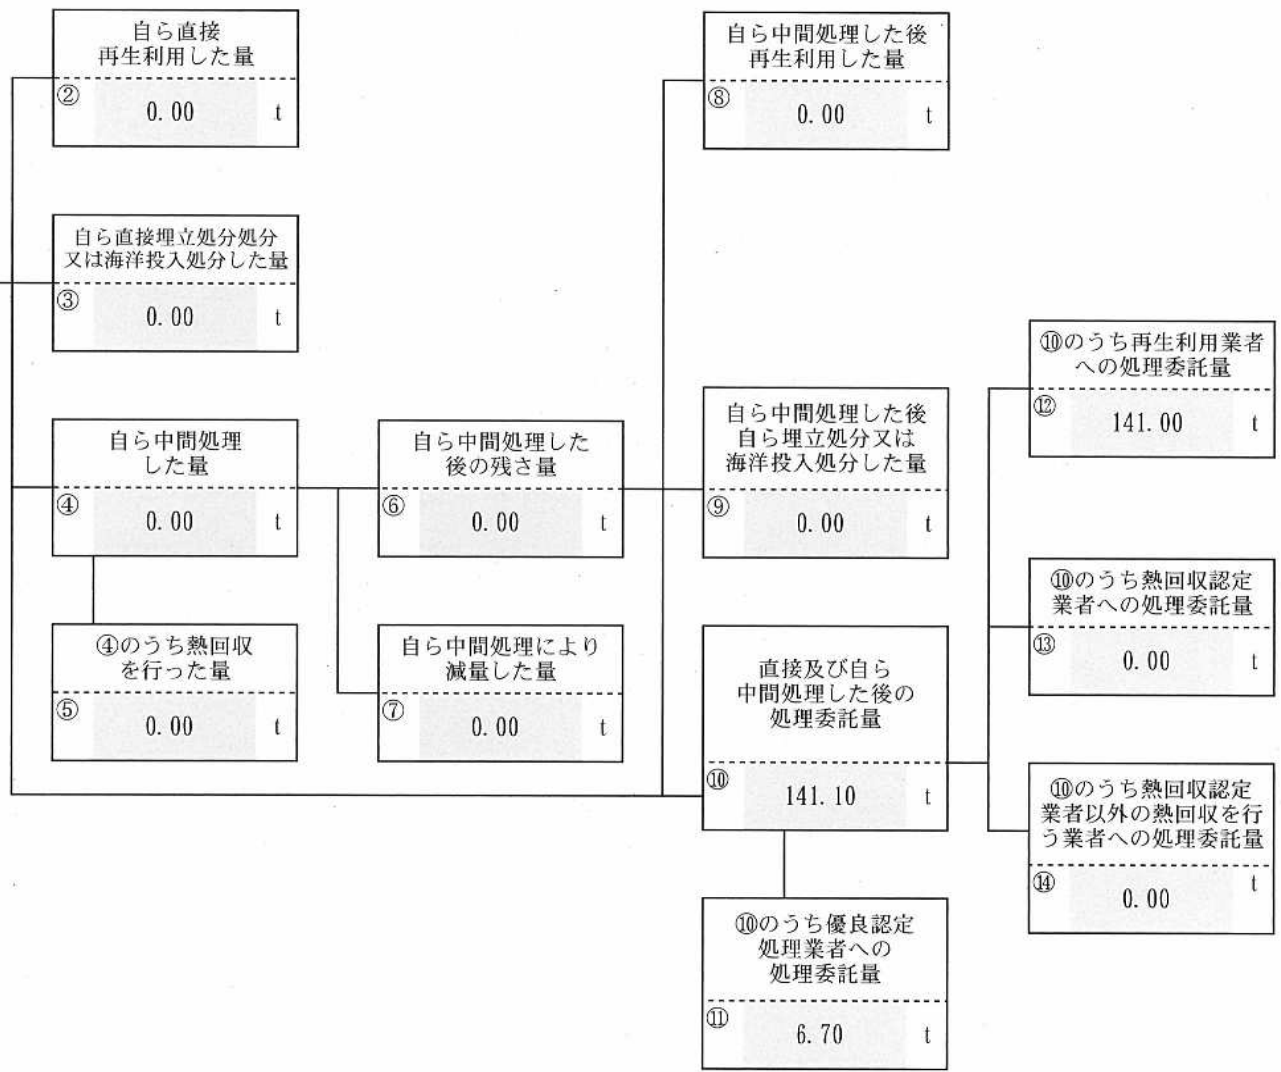 自ら直接
再生利用した量
② 0.00 t
自ら直接埋立処分処分
又は海洋投入処分した量
③ 0.00 t
自ら中間処理
した量
④ 0.00 t
④のうち熱回収
を行った量
⑤ 0.00 t
自ら中間処理した
後の残さ量
⑥ 0.00 t
自ら中間処理により
減量した量
⑦ 0.00 t
自ら中間処理した後
再生利用した量
⑧ 0.00 t
自ら中間処理した後
自ら埋立処分又は
海洋投入処分した量
⑨ 0.00 t
直接及び自ら
中間処理した後の
処理委託量
⑩ 141.10 t
⑩のうち優良認定
処理業者への
処理委託量
⑪ 6.70 t
⑩のうち再生利用業者
への処理委託量
⑫ 141.00 t
⑩のうち熱回収認定
業者への処理委託量
⑬ 0.00 t
⑩のうち熱回収認定
業者以外の熱回収を行
う業者への処理委託量
⑭ 0.00 t